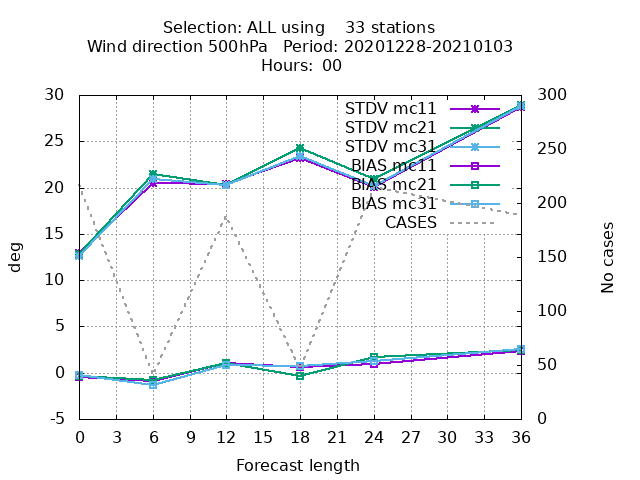 Selection: ALL using    33 stations
Wind direction 500hPa   Period: 20201228-20210103
Hours: 00
30
25
20
15
10
5
0
-5
deg
300
250
200
150
100
50
0
No cases
STDV mc11
STDV mc21
STDV mc31
BIAS mc11
BIAS mc21
BIAS mc31
CASES
0 3 6 9 12 15 18 21 24 27 30 33 36
Forecast length